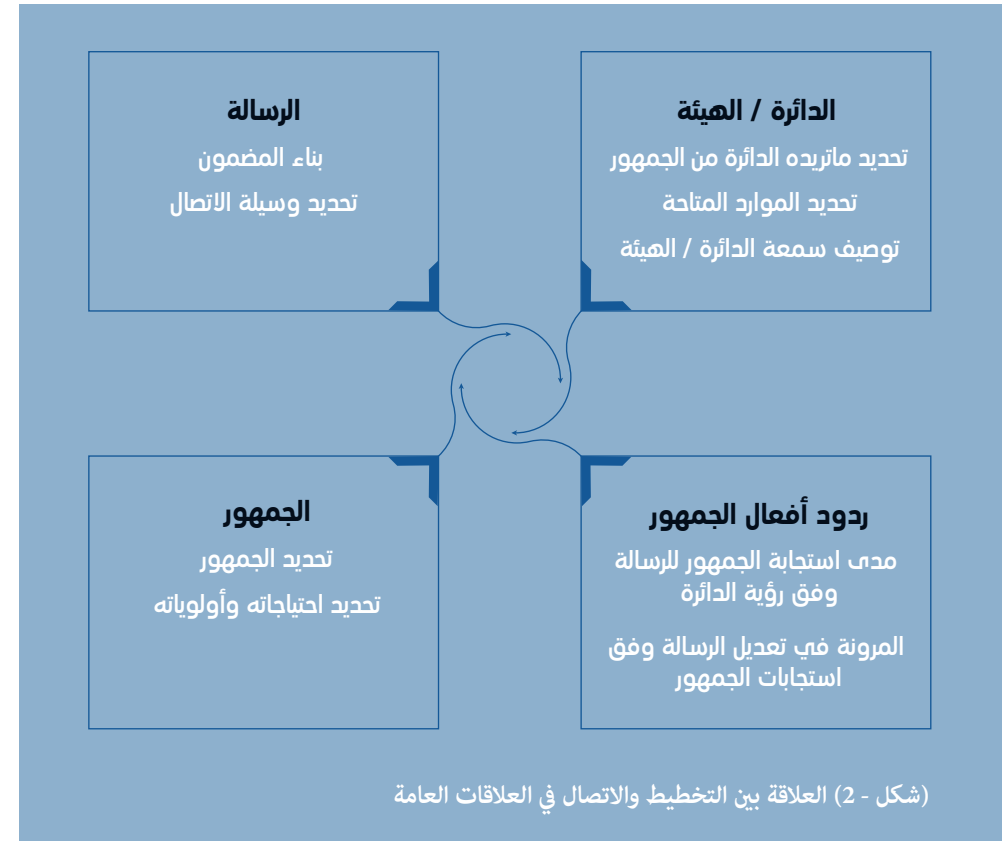 الدائرة / الهيئة
تحديد ماتريده الدائرة من الجمهور
تحديد الموارد المتاحة
توصيف سمعة الدائرة / الهيئة
الرسالة
بناء المضمون
تحديد وسيلة الاتصال
ردود أفعال الجمهور
مدى استجابة الجمهور للرسالة
وفق رؤية الدائرة
المرونة في تعديل الرسالة وفق
استجابات الجمهور
الجمهور
تحديد الجمهور
تحديد احتياجاته وأولوياته
(شكل - 2) العلاقة بين التخطيط والاتصال في العلاقات العامة